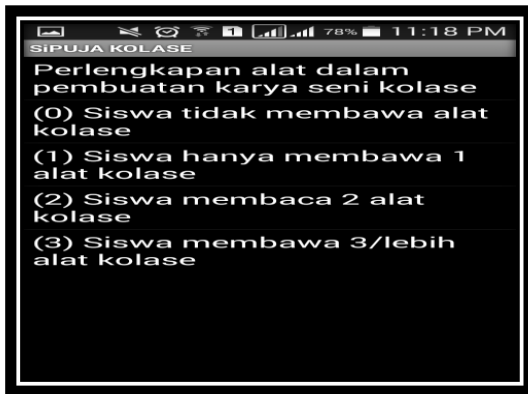 1 78% 11:18 PM
SiPUJA KOLASE
Perlengkapan alat dalam
pembuatan karya seni kolase
(0) Siswa tidak membawa alat
kolase
(1) Siswa hanya membawa 1
alat kolase
(2) Siswa membaca 2 alat
kolase
(3) Siswa membawa 3/lebih
alat kolase